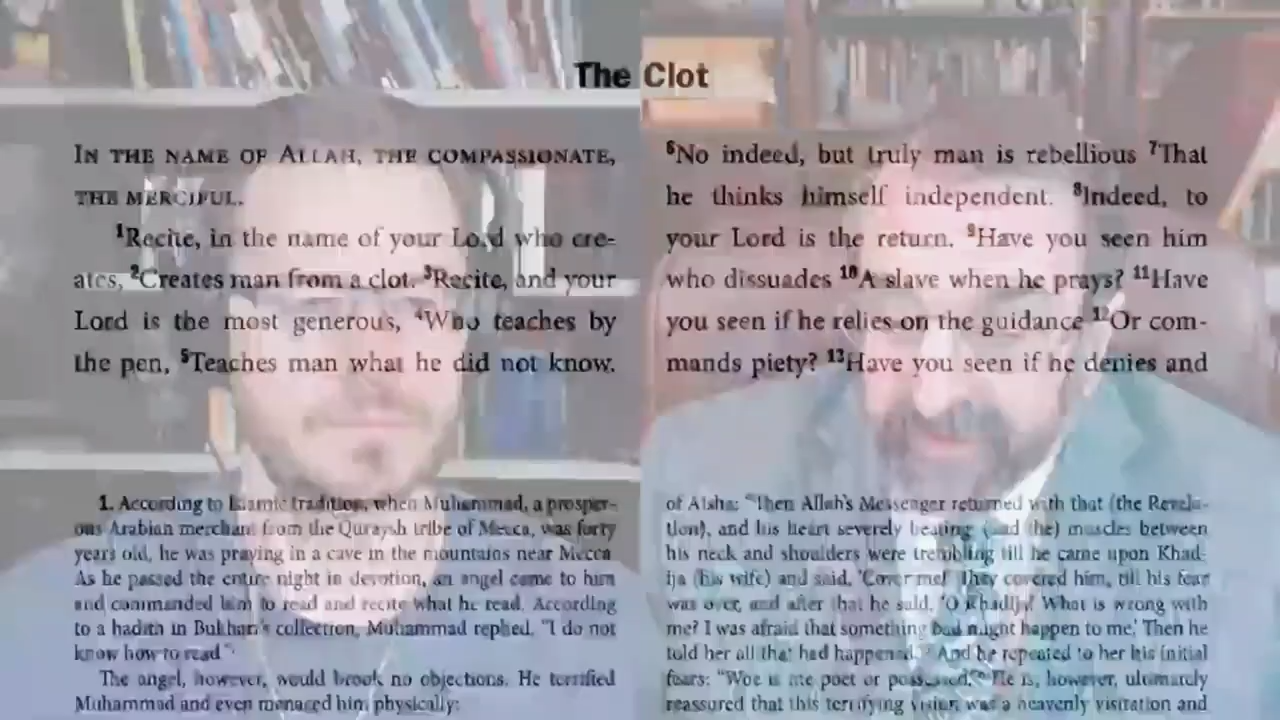 The Clot
IN THE NAME OF ALLAH, THE COMPASSIONATE,
THE MERCIFUL.
¹Recite, in the name of your Lord who cre-
ates, ²Creates man from a clot. ³Recite, and your
Lord is the most generous, ⁴Who teaches by
the pen, ⁵Teaches man what he did not know.
⁶No indeed, but truly man is rebellious ⁷That
he thinks himself independent. ⁸Indeed, to
your Lord is the return. ⁹Have you seen him
who dissuades ¹⁰A slave when he prays? ¹¹Have
you seen if he relies on the guidance ¹²Or com-
mands piety? ¹³Have you seen if he denies and
1. According to Islamic tradition, when Muhammad, a prosper-
ous Arabian merchant from the Quraysh tribe of Mecca, was forty
years old, he was praying in a cave in the mountains near Mecca
As he passed the entire night in devotion, an angel came to him
and commanded him to read and recite what he read. According
to a hadith in Bukhari's collection, Muhammad replied, "I do not
know how to read"
The angel, however, would brook no objections. He terrified
Muhammad and even menaced him physically:
of Aisha: "Then Allah's Messenger returned with that (the Revela-
tion), and his heart severely beating (and the) muscles between
his neck and shoulders were trembling till he came upon Khad-
ija (his wife) and said, 'Cover me!' They covered him, till his fear
was over, and after that he said, 'O Khadija! What is wrong with
me? I was afraid that something bad might happen to me.' Then he
told her all that had happened." And he repeated to her his initial
fears: "Woe is me poet or possessed." He is, however, ultimately
reassured that this terrifying vision was a heavenly visitation and